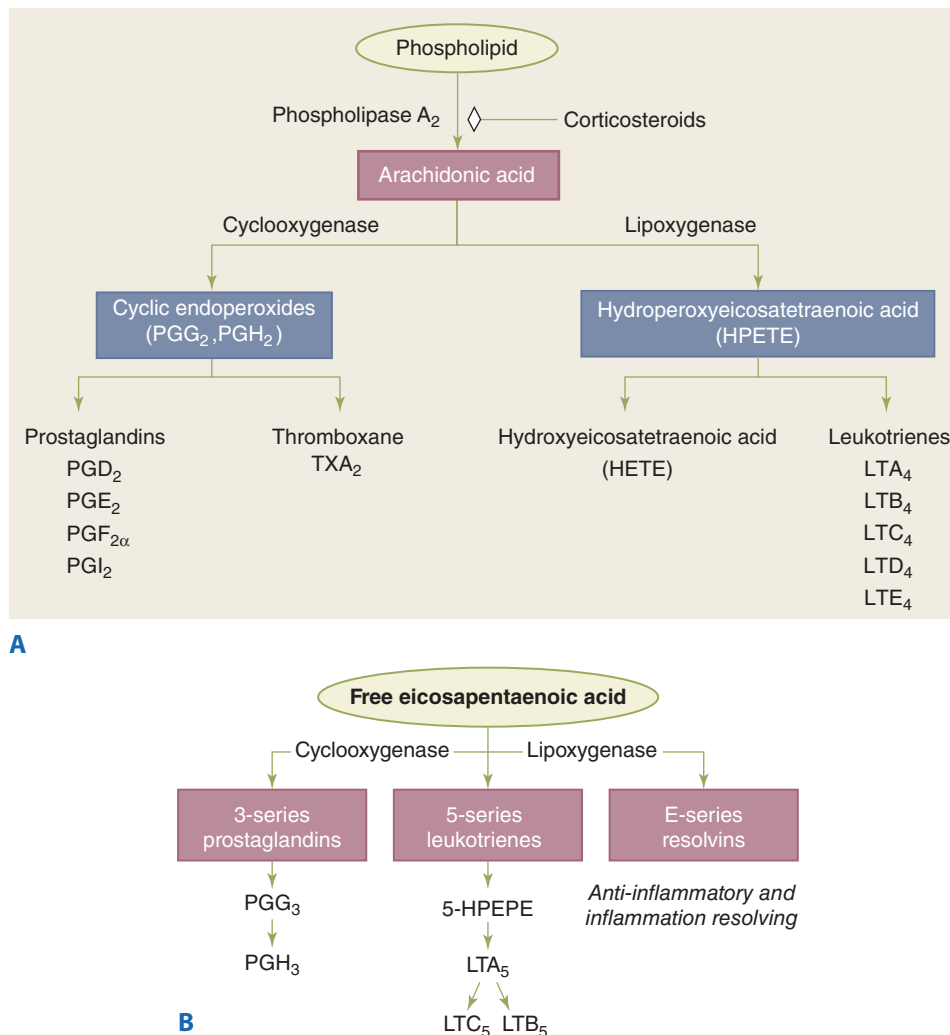 Phospholipid
Phospholipase A₂
Corticosteroids
Arachidonic acid
Cyclooxygenase
Lipoxygenase
Cyclic endoperoxides
(PGG₂,PGH₂)
Hydroperoxyeicosatetraenoic acid
(HPETE)
Prostaglandins
PGD₂
PGE₂
PGF₂α
PGI₂
Thromboxane
TXA₂
Hydroxyeicosatetraenoic acid
(HETE)
Leukotrienes
LTA₄
LTB₄
LTC₄
LTD₄
LTE₄
A
Free eicosapentaenoic acid
Cyclooxygenase
Lipoxygenase
3-series
prostaglandins
PGG₃
PGH₃
5-series
leukotrienes
5-HPEPE
LTA₅
LTC₅ LTB₅
E-series
resolvins
Anti-inflammatory and
inflammation resolving
B